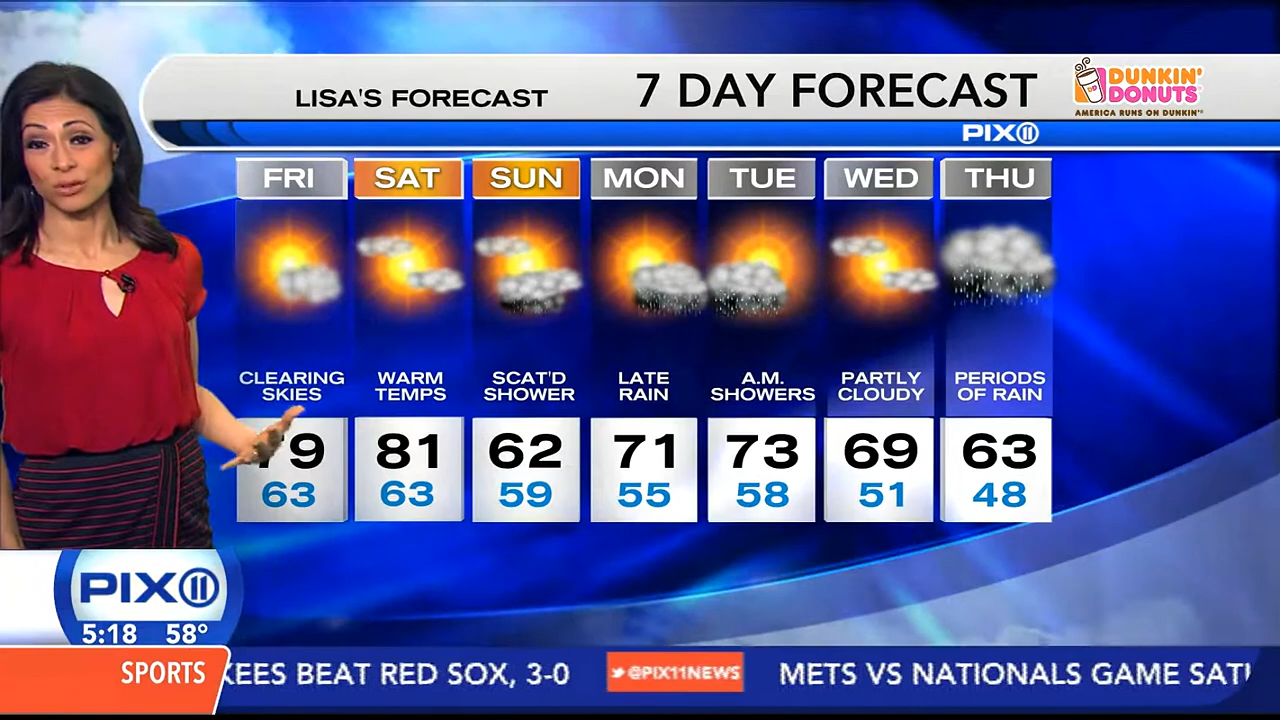 LISA'S FORECAST
7 DAY FORECAST
DUNKIN'
DONUTS
AMERICA RUNS ON DUNKIN'
PIX11
FRI SAT SUN MON TUE WED THU
CLEARING SKIES
WARM TEMPS
SCAT'D SHOWER
LATE RAIN
A.M. SHOWERS
PARTLY CLOUDY
PERIODS OF RAIN
79 81 62 71 73 69 63
63 63 59 55 58 51 48
PIX11
5:18 58°
SPORTS
KEES BEAT RED SOX, 3-0
@PIX11NEWS
METS VS NATIONALS GAME SAT